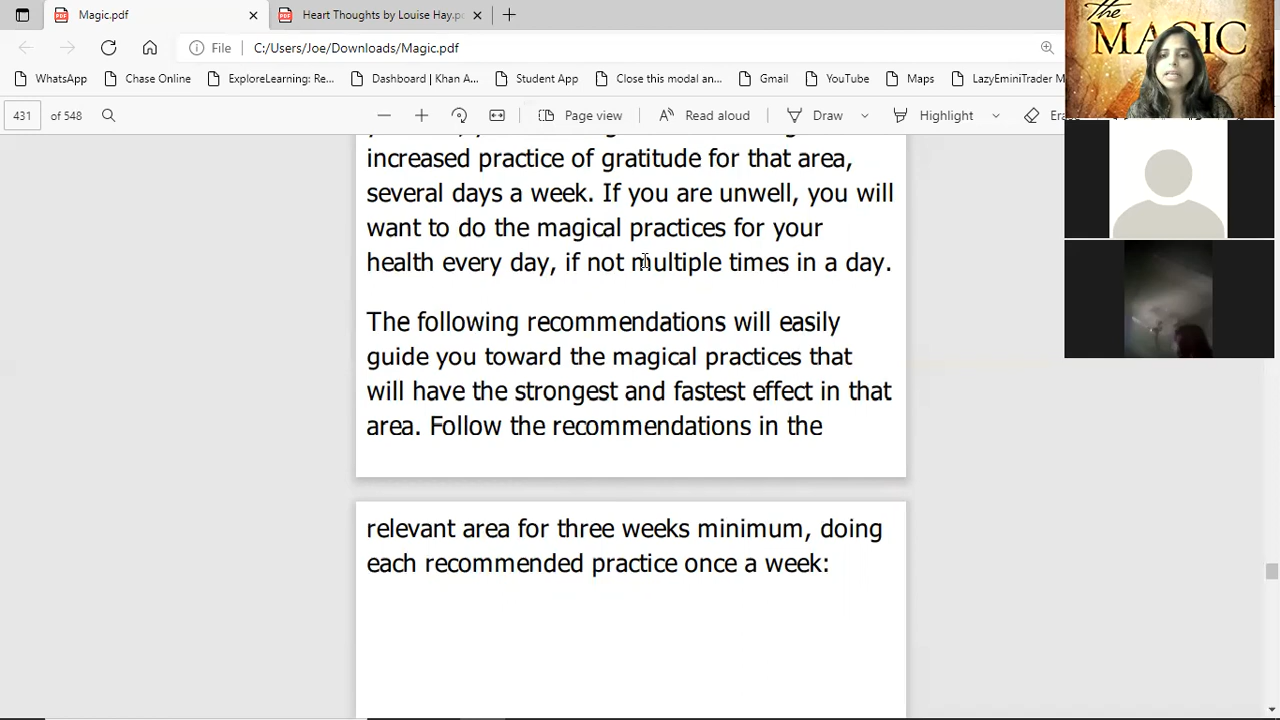 Magic.pdf
Heart Thoughts by Louise Hay.p
File C:/Users/Joe/Downloads/Magic.pdf
WhatsApp Chase Online ExploreLearning: Re... Dashboard | Khan A... Student App Close this modal an... Gmail YouTube Maps LazyEminiTrader M
431 of 548 Page view Read aloud Draw Highlight Era
The
MAGIC
increased practice of gratitude for that area,
several days a week. If you are unwell, you will
want to do the magical practices for your
health every day, if not multiple times in a day.
The following recommendations will easily
guide you toward the magical practices that
will have the strongest and fastest effect in that
area. Follow the recommendations in the
relevant area for three weeks minimum, doing
each recommended practice once a week: